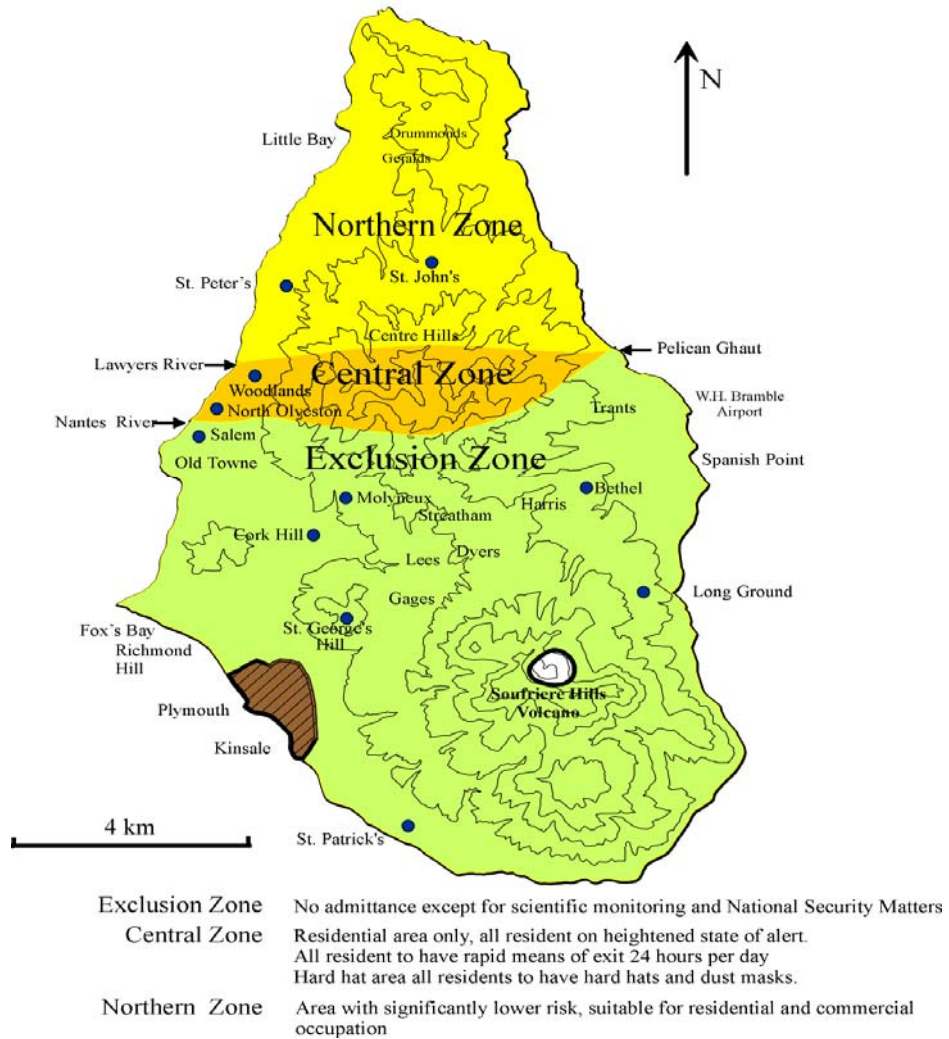 N
Little Bay
Drummonds
Geralds
Northern Zone
St. John's
St. Peter's
Centre Hills
Pelican Ghaut
Lawyers River
Central Zone
Woodlands
W.H. Bramble
Airport
North Olveston
Trants
Nantes River
Salem
Old Towne
Exclusion Zone
Spanish Point
Bethel
Molyneux
Harris
Streatham
Cork Hill
Dyers
Lees
Long Ground
Gages
Fox's Bay
St. George's
Hill
Richmond
Hill
Soufriere Hills
Volcano
Plymouth
Kinsale
4 km
St. Patrick's
Exclusion Zone No admittance except for scientific monitoring and National Security Matters
Central Zone Residential area only, all resident on heightened state of alert.
All resident to have rapid means of exit 24 hours per day
Hard hat area all residents to have hard hats and dust masks.
Northern Zone Area with significantly lower risk, suitable for residential and commercial
occupation